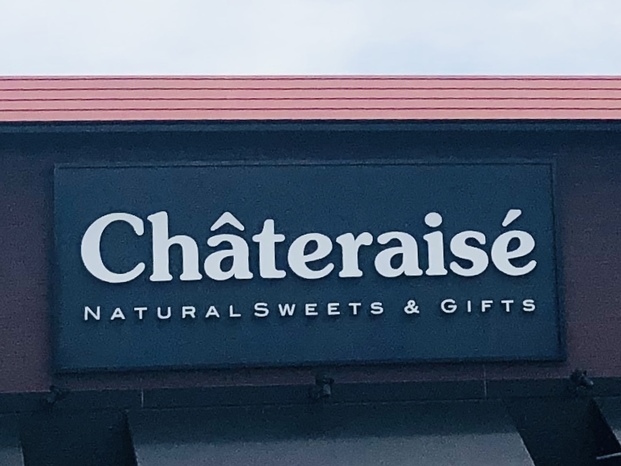 Châteraisé
NATURAL SWEETS & GIFTS